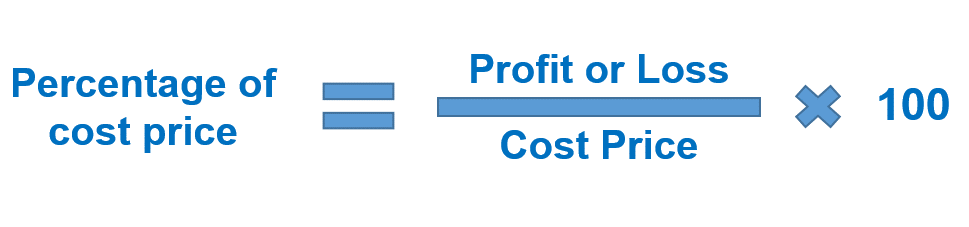 Percentage of
cost price
Profit or Loss
Cost Price
100